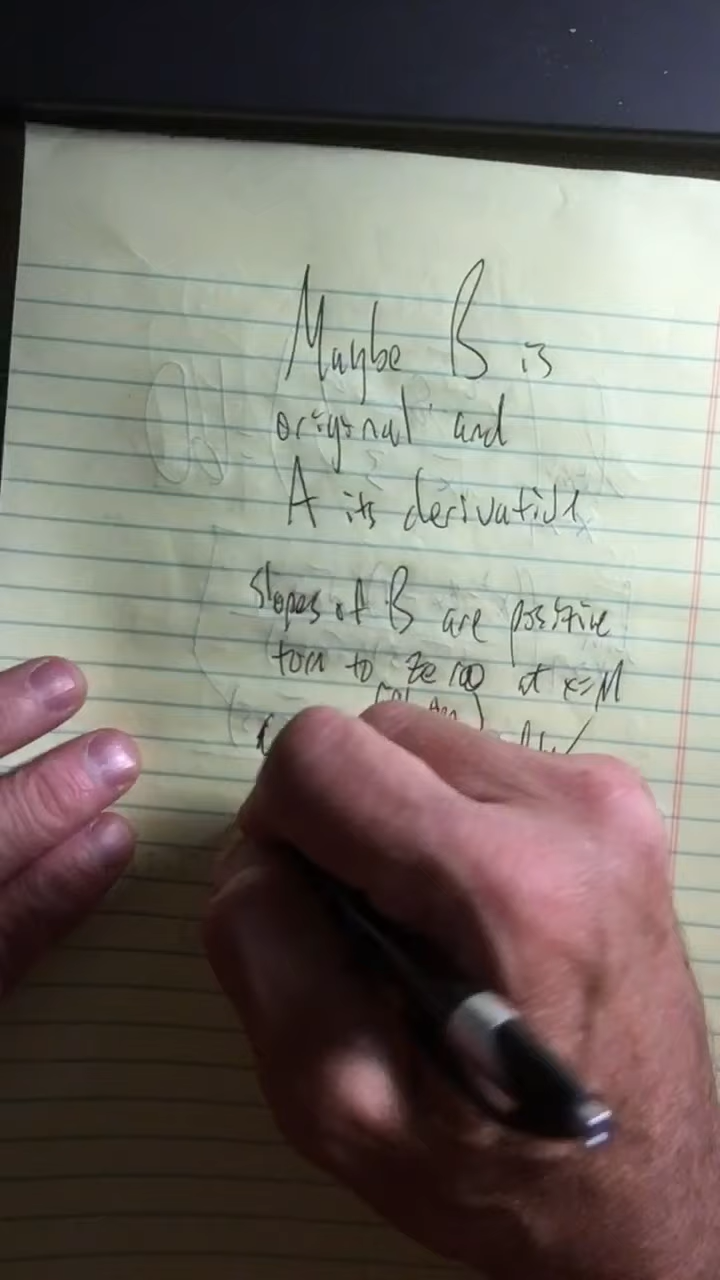 Maybe B is
original and
A its derivative
Slopes of B are positive
turn to zero at x=M